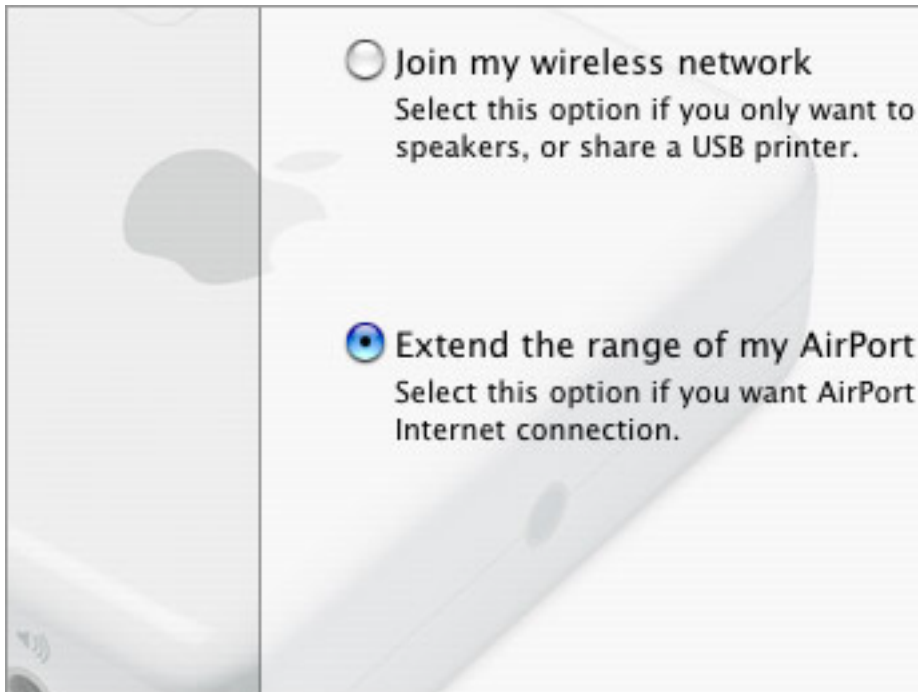 Join my wireless network
Select this option if you only want to
speakers, or share a USB printer.
Extend the range of my AirPort
Select this option if you want AirPort
Internet connection.